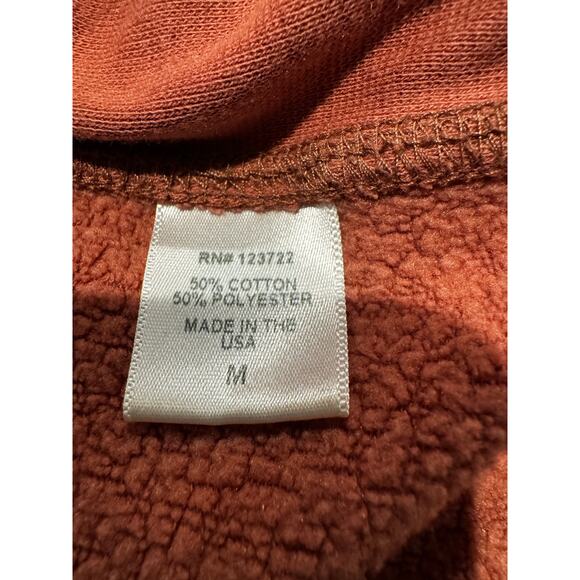 RN# 123722
50% COTTON
50% POLYESTER
MADE IN THE
USA
M